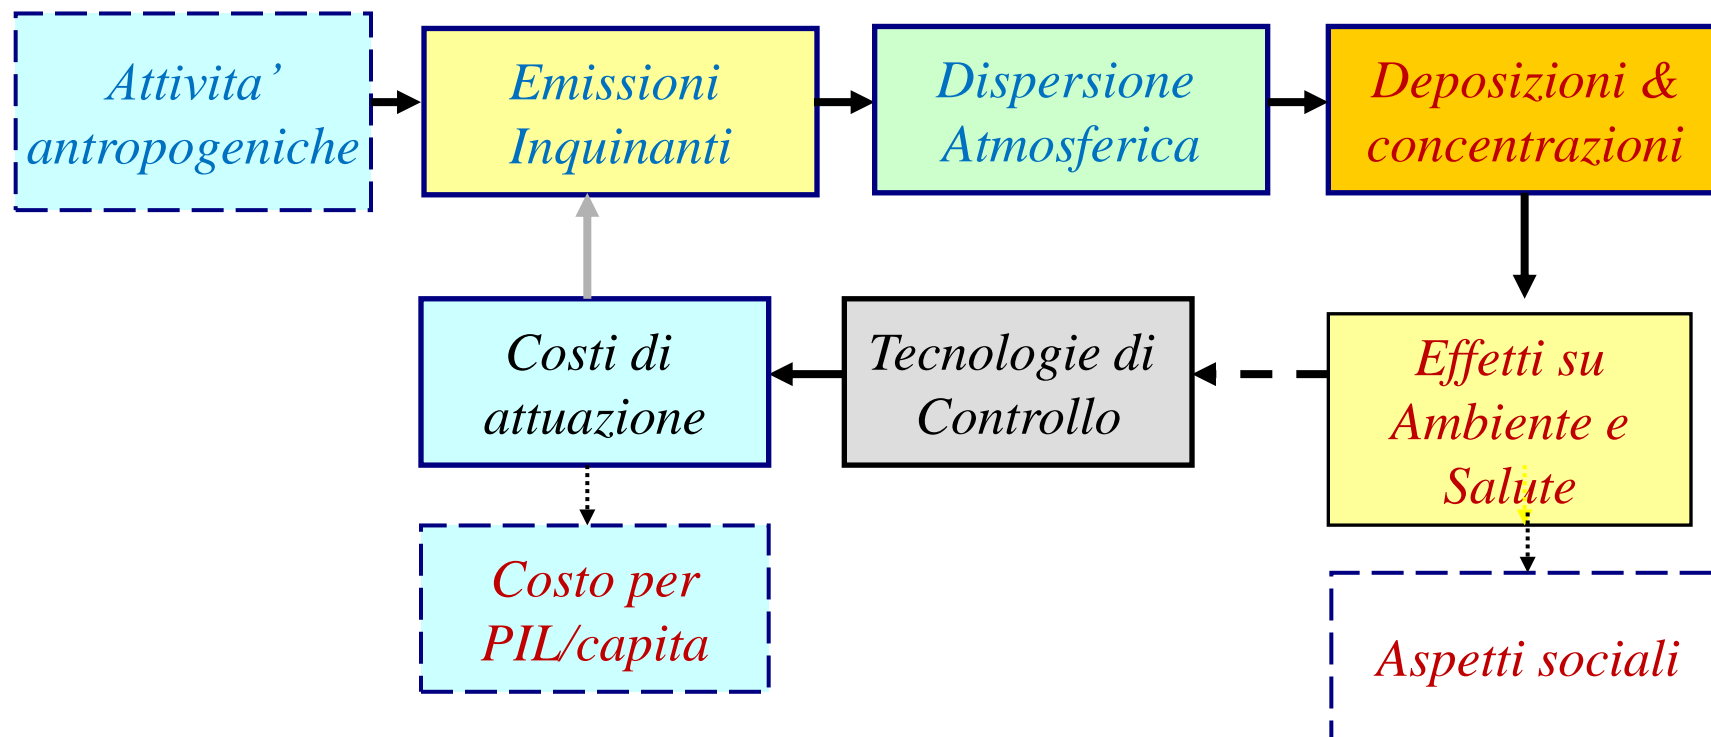 Attivita’
antropogeniche
Emissioni
Inquinanti
Dispersione
Atmosferica
Deposizioni &
concentrazioni
Costi di
attuazione
Tecnologie di
Controllo
Effetti su
Ambiente e
Salute
Costo per
PIL/capita
Aspetti sociali